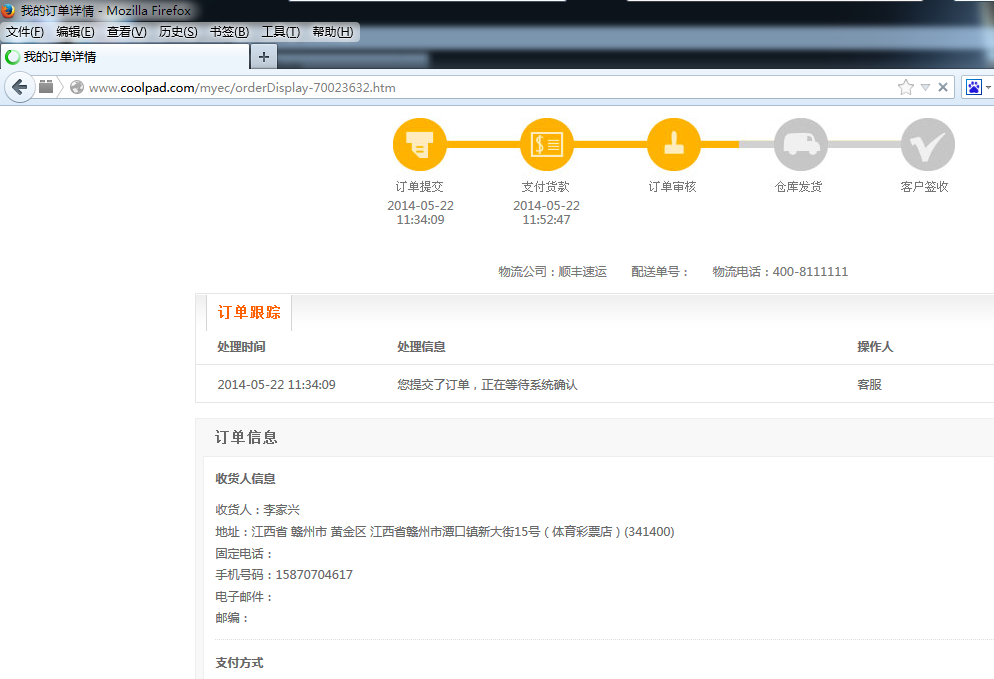 我的订单详情 - Mozilla Firefox
文件(F) 编辑(E) 查看(V) 历史(S) 书签(B) 工具(T) 帮助(H)
我的订单详情
www.coolpad.com/myec/orderDisplay-70023632.htm
订单提交 支付货款 订单审核 仓库发货 客户签收
2014-05-22 2014-05-22
11:34:09 11:52:47
物流公司：顺丰速运 配送单号： 物流电话：400-8111111
订单跟踪
处理时间 处理信息 操作人
2014-05-22 11:34:09 您提交了订单，正在等待系统确认 客服
订单信息
收货人信息
收货人：李家兴
地址：江西省 赣州市 黄金区 江西省赣州市潭口镇新大街15号（体育彩票店）(341400)
固定电话：
手机号码：15870704617
电子邮件：
邮编：
支付方式